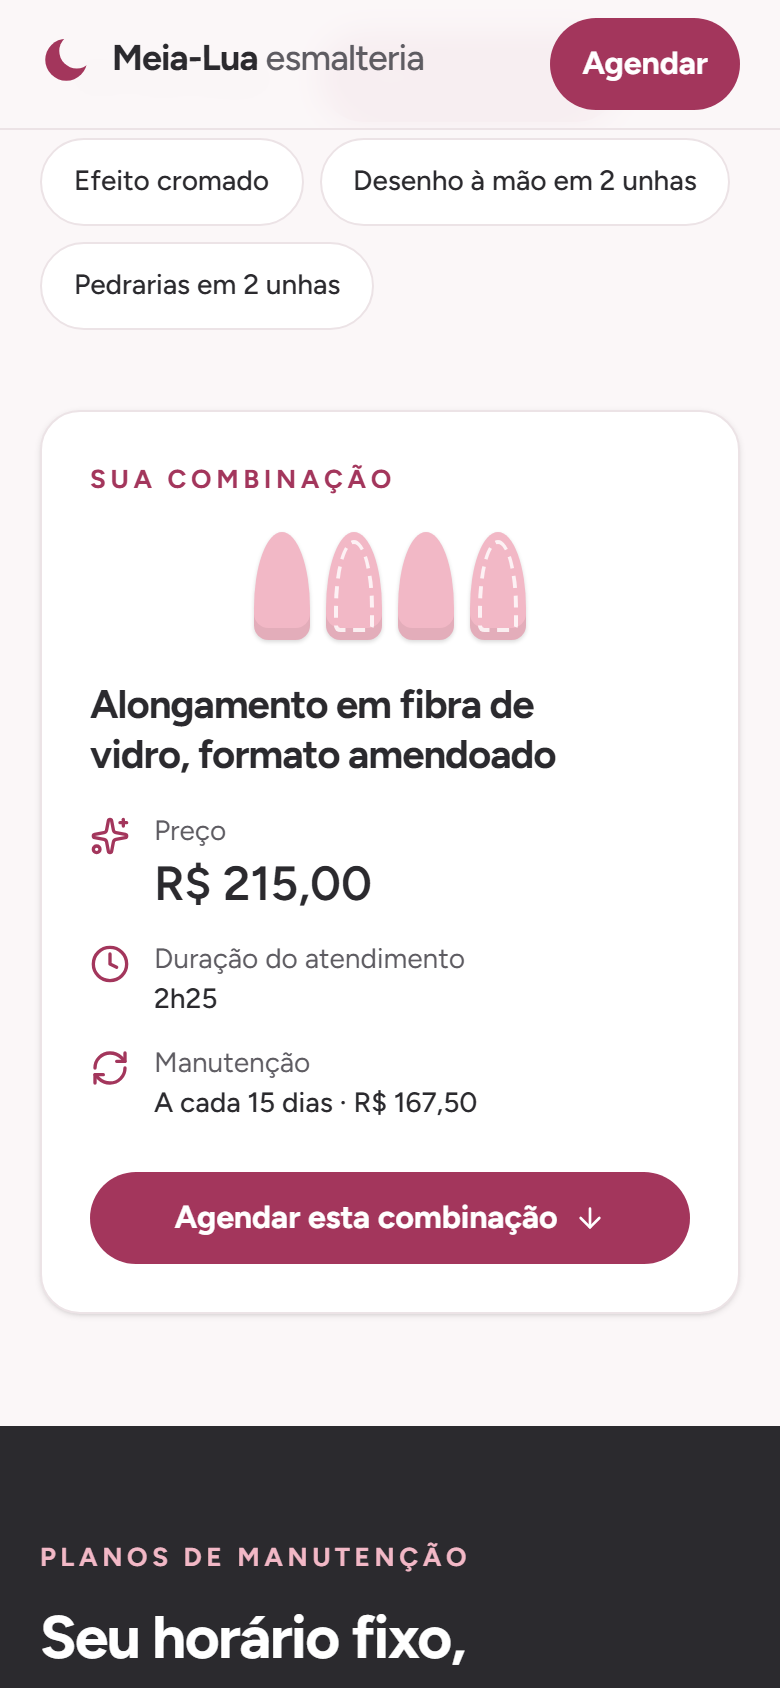 Meia-Lua esmalteria
Agendar
Efeito cromado
Desenho à mão em 2 unhas
Pedrarias em 2 unhas
SUA COMBINAÇÃO
Alongamento em fibra de
vidro, formato amendoado
Preço
R$ 215,00
Duração do atendimento
2h25
Manutenção
A cada 15 dias · R$ 167,50
Agendar esta combinação
PLANOS DE MANUTENÇÃO
Seu horário fixo,